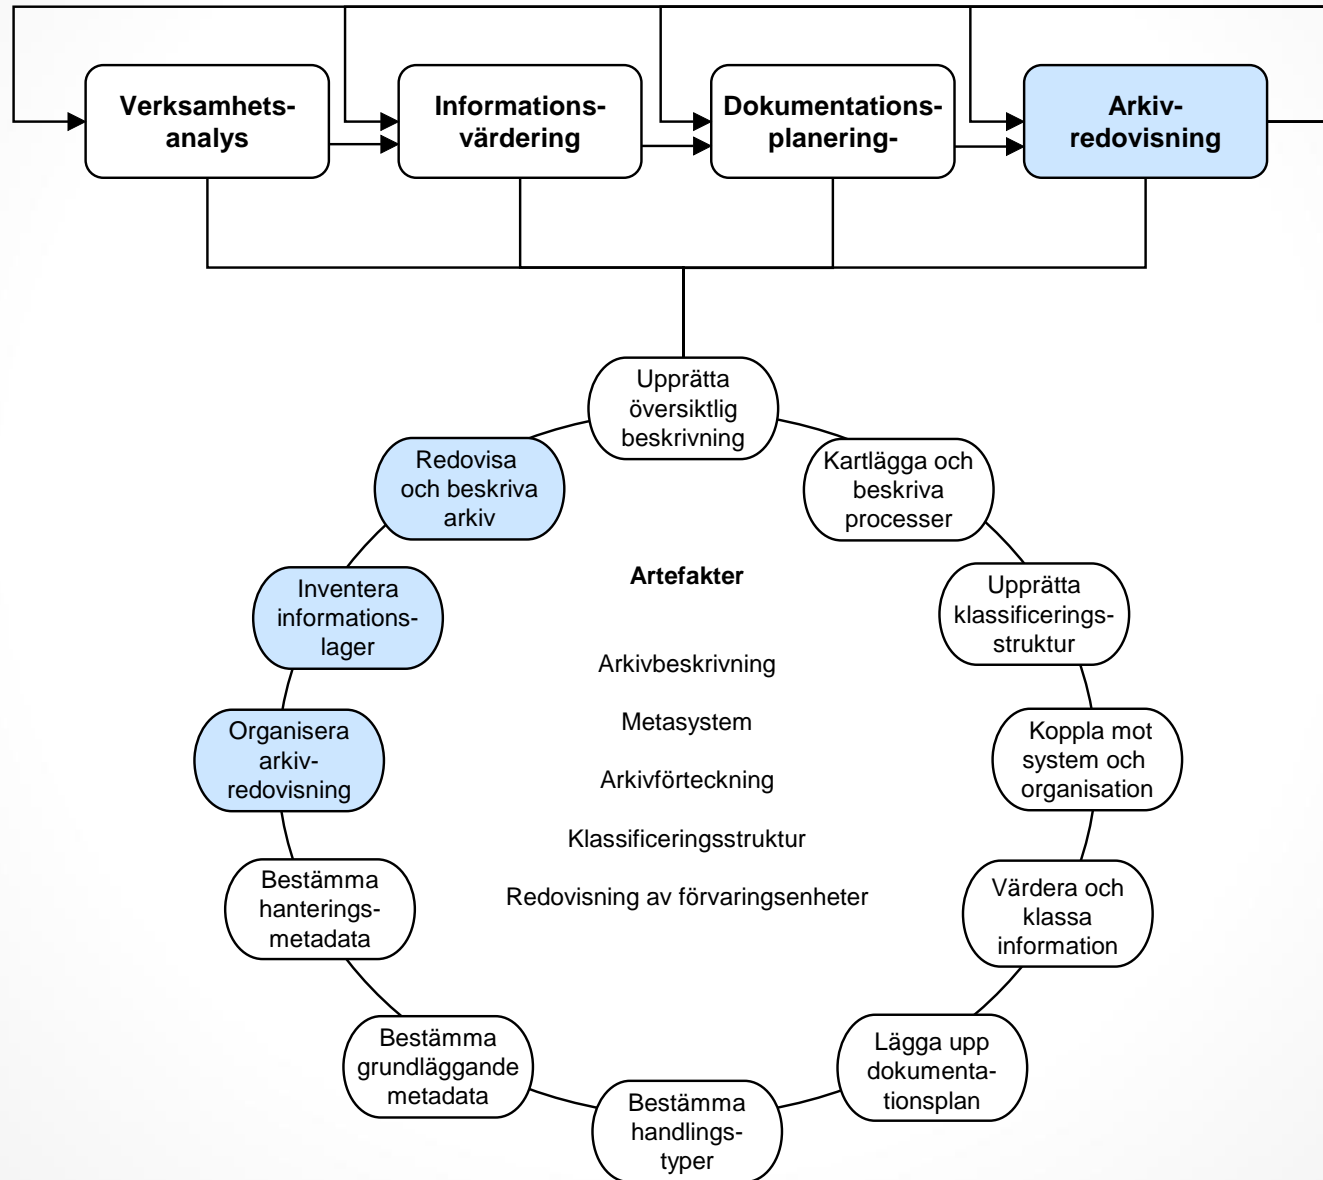 Verksamhets-
analys
Informations-
värdering
Dokumentations-
planering-
Arkiv-
redovisning
Upprätta
översiktlig
beskrivning
Kartlägga och
beskriva
processer
Upprätta
klassificerings-
struktur
Koppla mot
system och
organisation
Värdera och
klassa
information
Lägga upp
dokumenta-
tionsplan
Bestämma
handlings-
typer
Bestämma
grundläggande
metadata
Bestämma
hanterings-
metadata
Organisera
arkiv-
redovisning
Inventera
informations-
lager
Redovisa
och beskriva
arkiv
Artefakter
Arkivbeskrivning
Metasystem
Arkivförteckning
Klassificeringsstruktur
Redovisning av förvaringsenheter